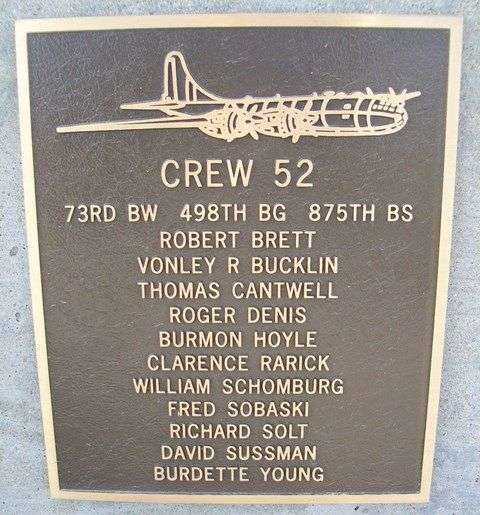 CREW 52
73RD BW 498TH BG 875TH BS
ROBERT BRETT
VONLEY R BUCKLIN
THOMAS CANTWELL
ROGER DENIS
BURMON HOYLE
CLARENCE RARICK
WILLIAM SCHOMBURG
FRED SOBASKI
RICHARD SOLT
DAVID SUSSMAN
BURDETTE YOUNG